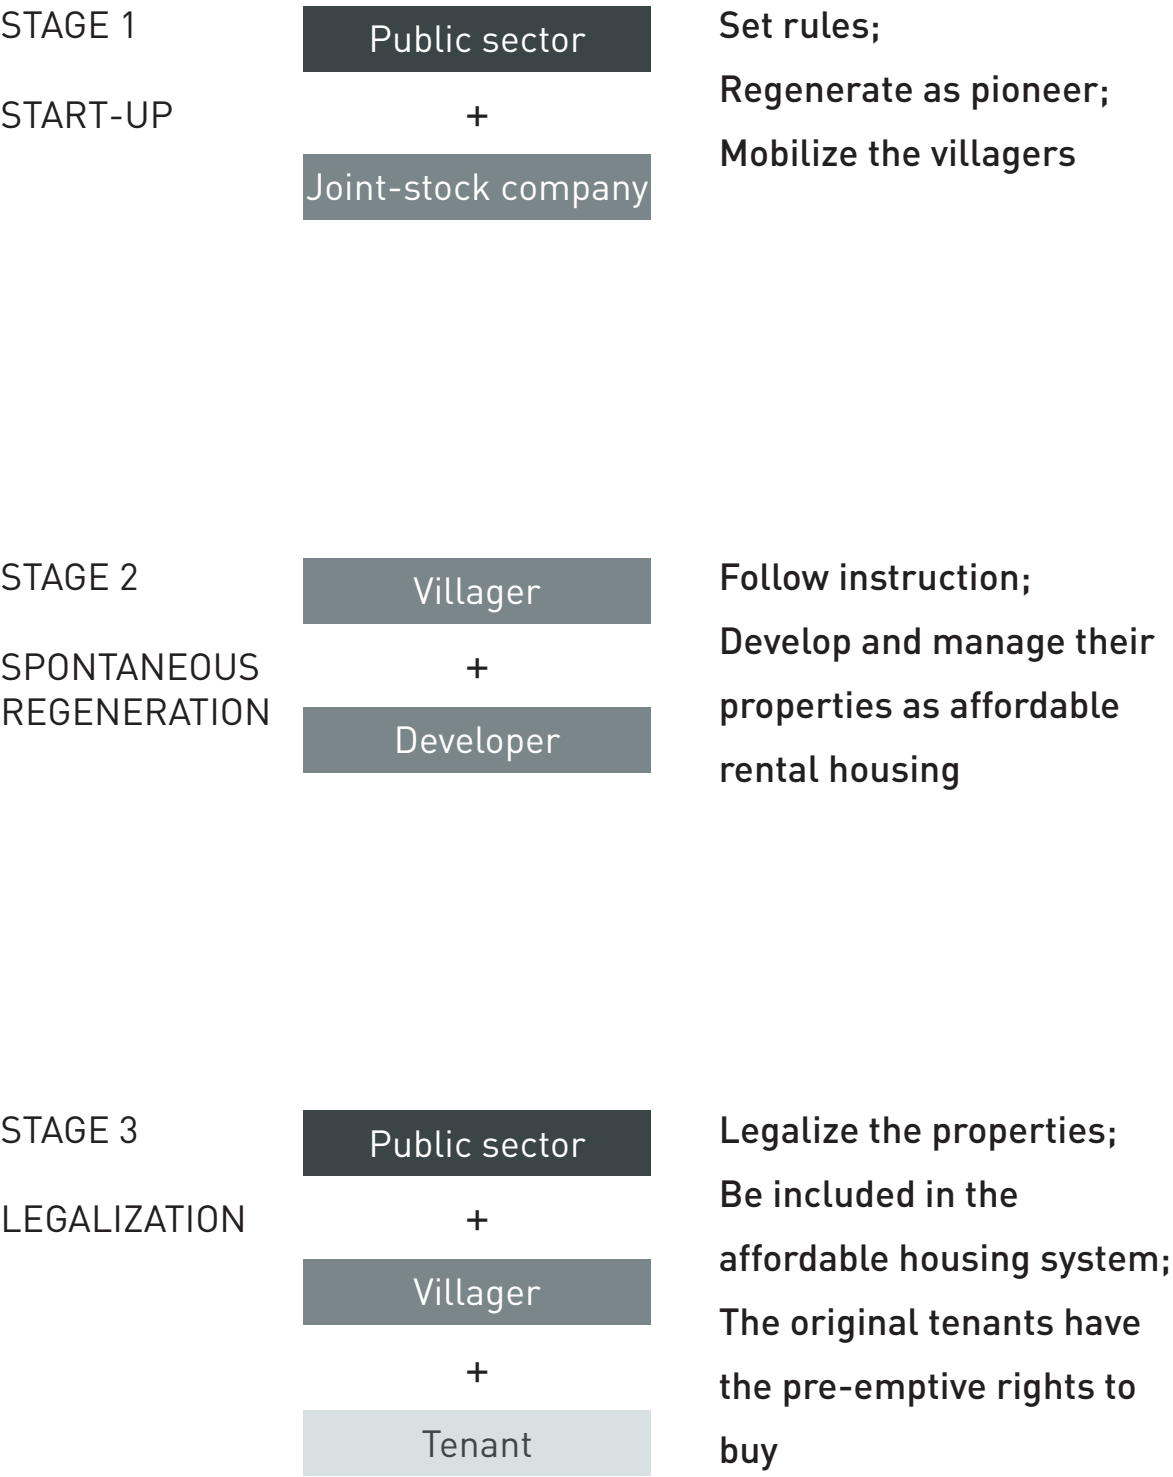 STAGE 1
START-UP
Public sector
+
Joint-stock company
Set rules;
Regenerate as pioneer;
Mobilize the villagers
STAGE 2
SPONTANEOUS
REGENERATION
Villager
+
Developer
Follow instruction;
Develop and manage their
properties as affordable
rental housing
STAGE 3
LEGALIZATION
Public sector
+
Villager
+
Tenant
Legalize the properties;
Be included in the
affordable housing system;
The original tenants have
the pre-emptive rights to
buy